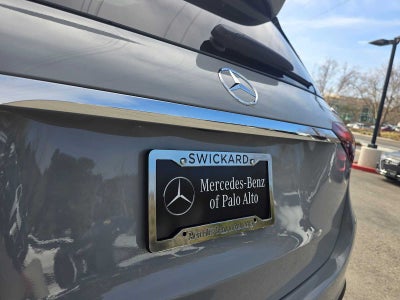 SWICKARD
Mercedes-Benz
of Palo Alto